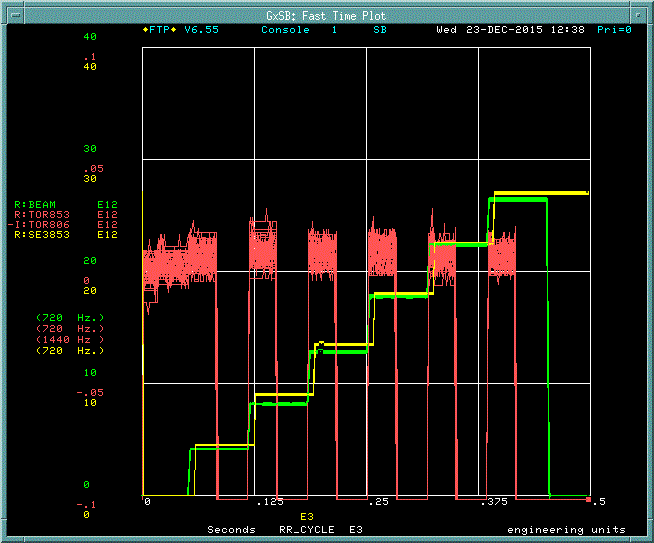 GxSB: Fast Time Plot
◆FTP◆ V6.55 Console 1 SB Wed 23-DEC-2015 12:38 Pri=0
40
.1
40
30
.05
30
R:BEAM E12
R:TOR853 E12
-I:TOR806 E12
R:SE3853 E12
20
0
20
(720 Hz.)
(720 Hz.)
(1440 Hz.)
(720 Hz.)
10
-.05
10
0
-.1
0
0 .125 .25 .375 .5
E3
Seconds RR_CYCLE E3 engineering units